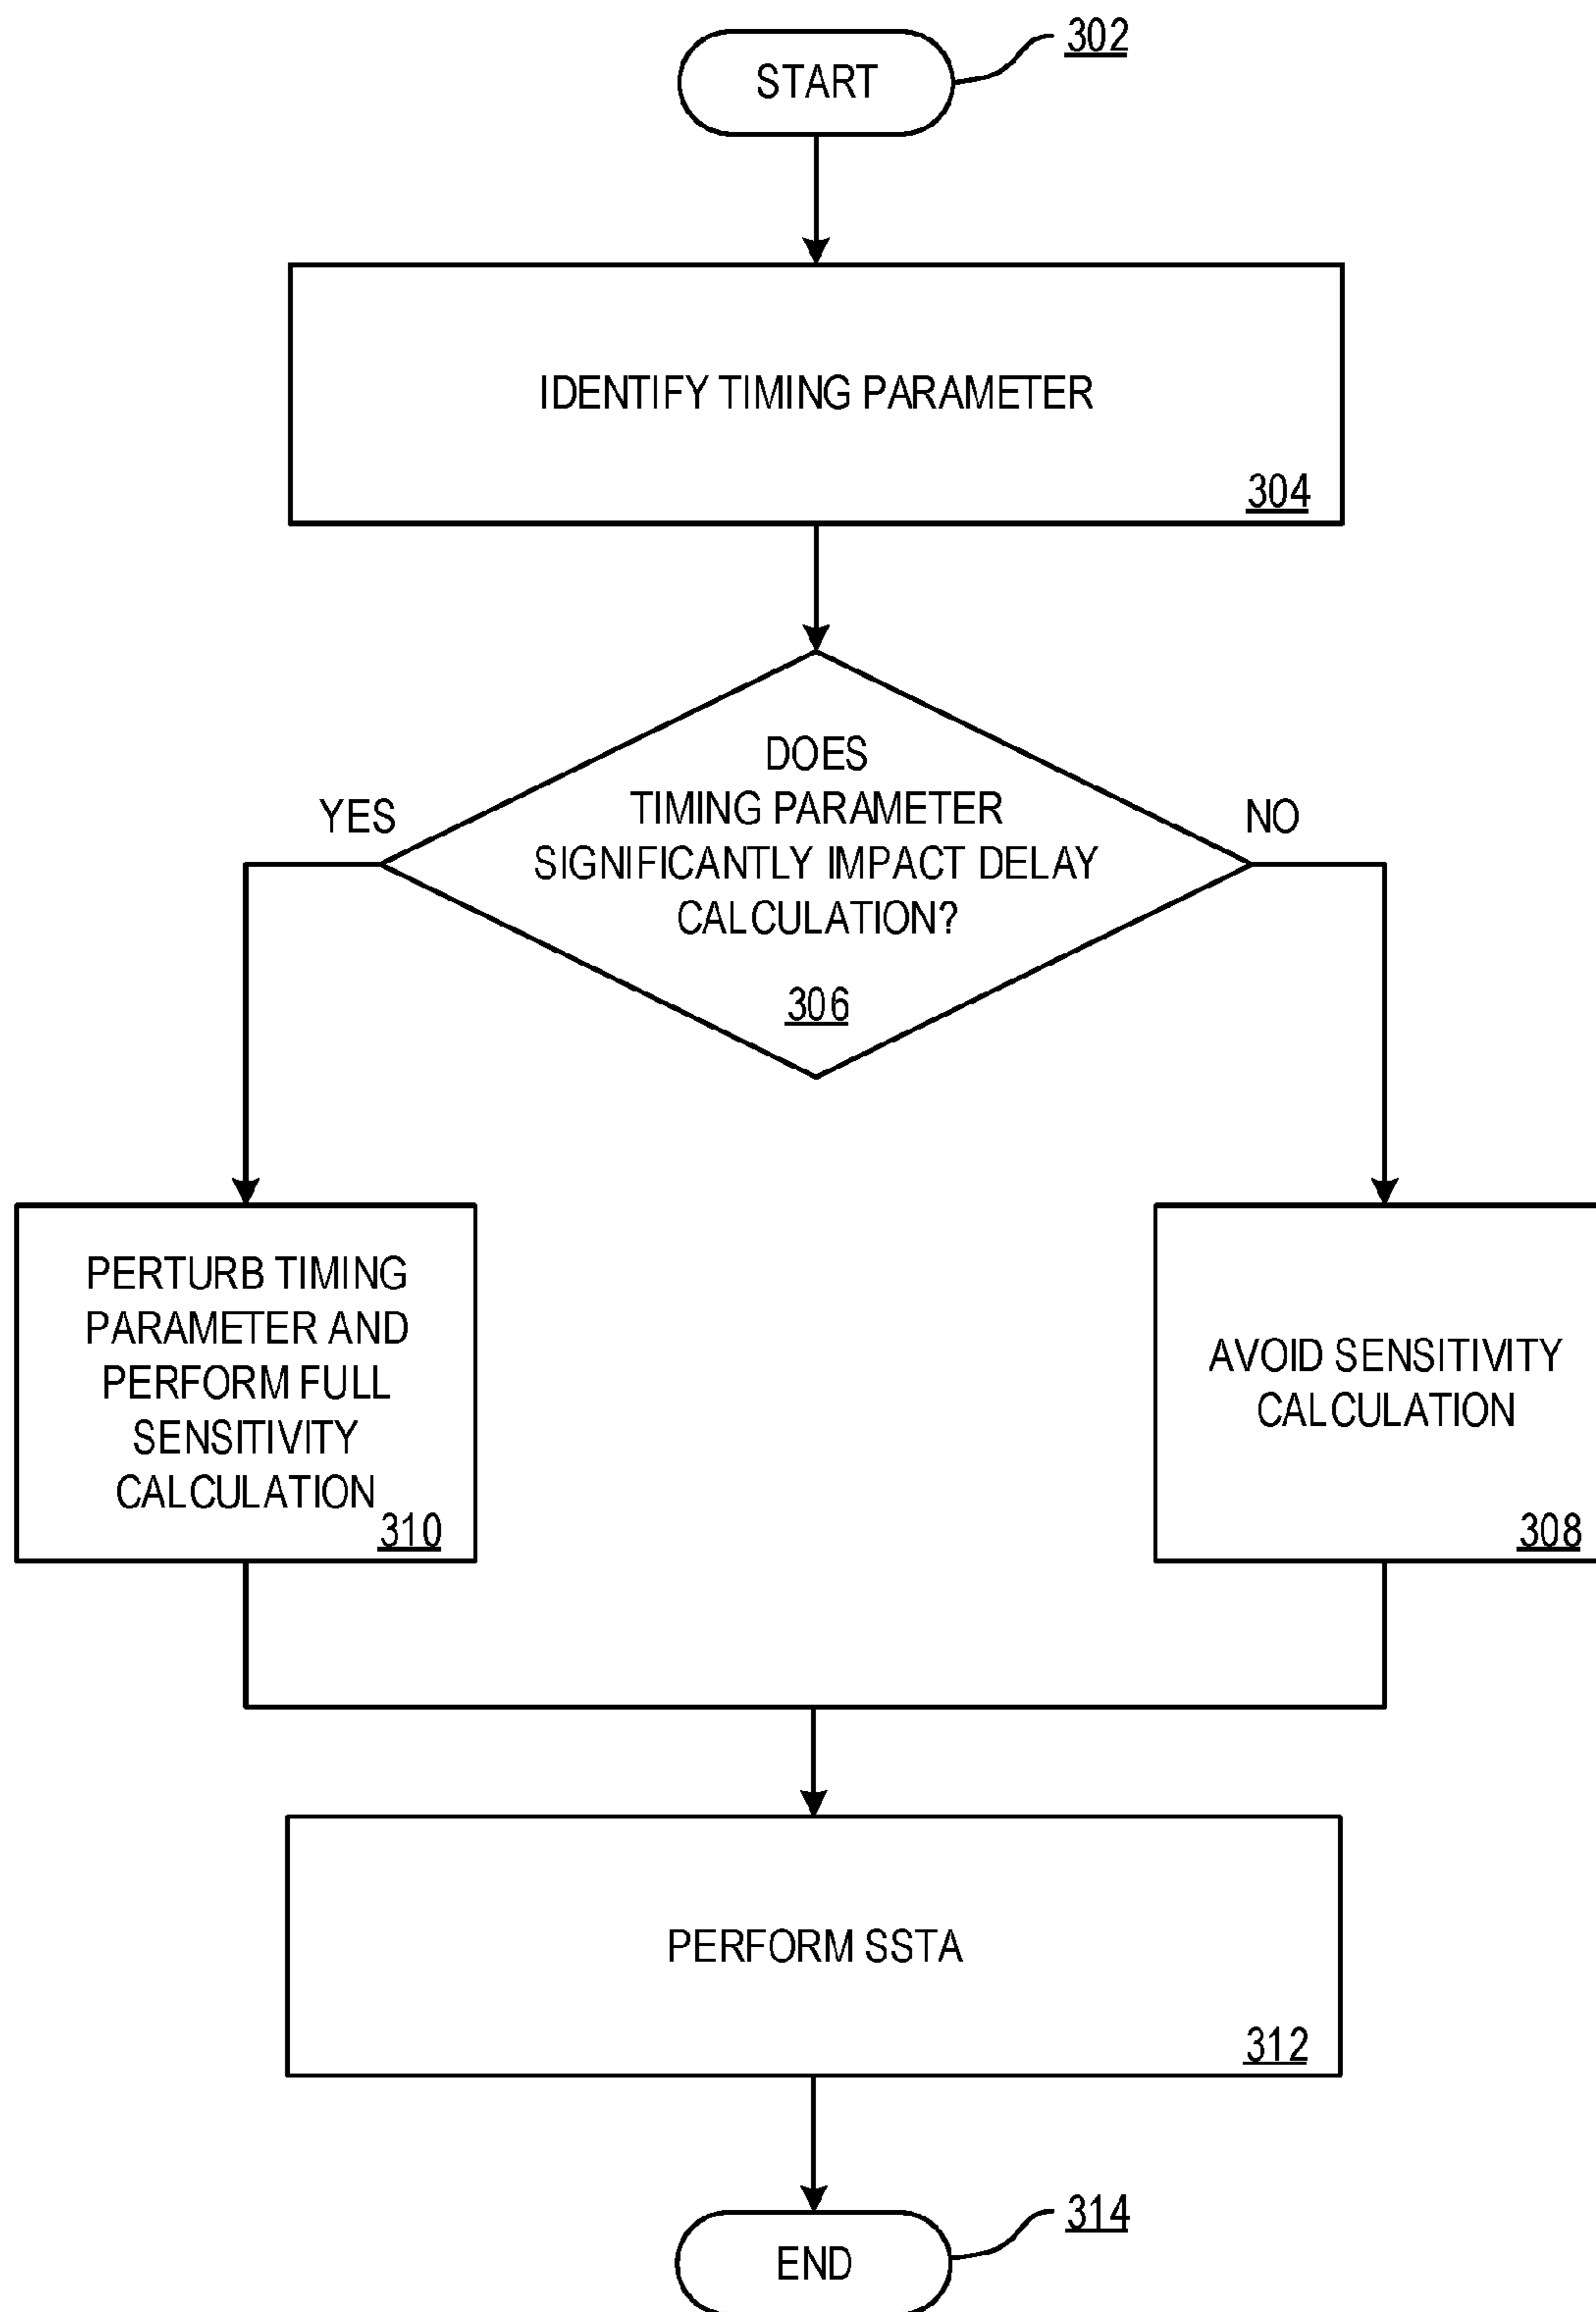 302
START
IDENTIFY TIMING PARAMETER
304
DOES
TIMING PARAMETER
SIGNIFICANTLY IMPACT DELAY
CALCULATION?
306
YES
NO
PERTURB TIMING
PARAMETER AND
PERFORM FULL
SENSITIVITY
CALCULATION
310
AVOID SENSITIVITY
CALCULATION
308
PERFORM SSTA
312
314
END